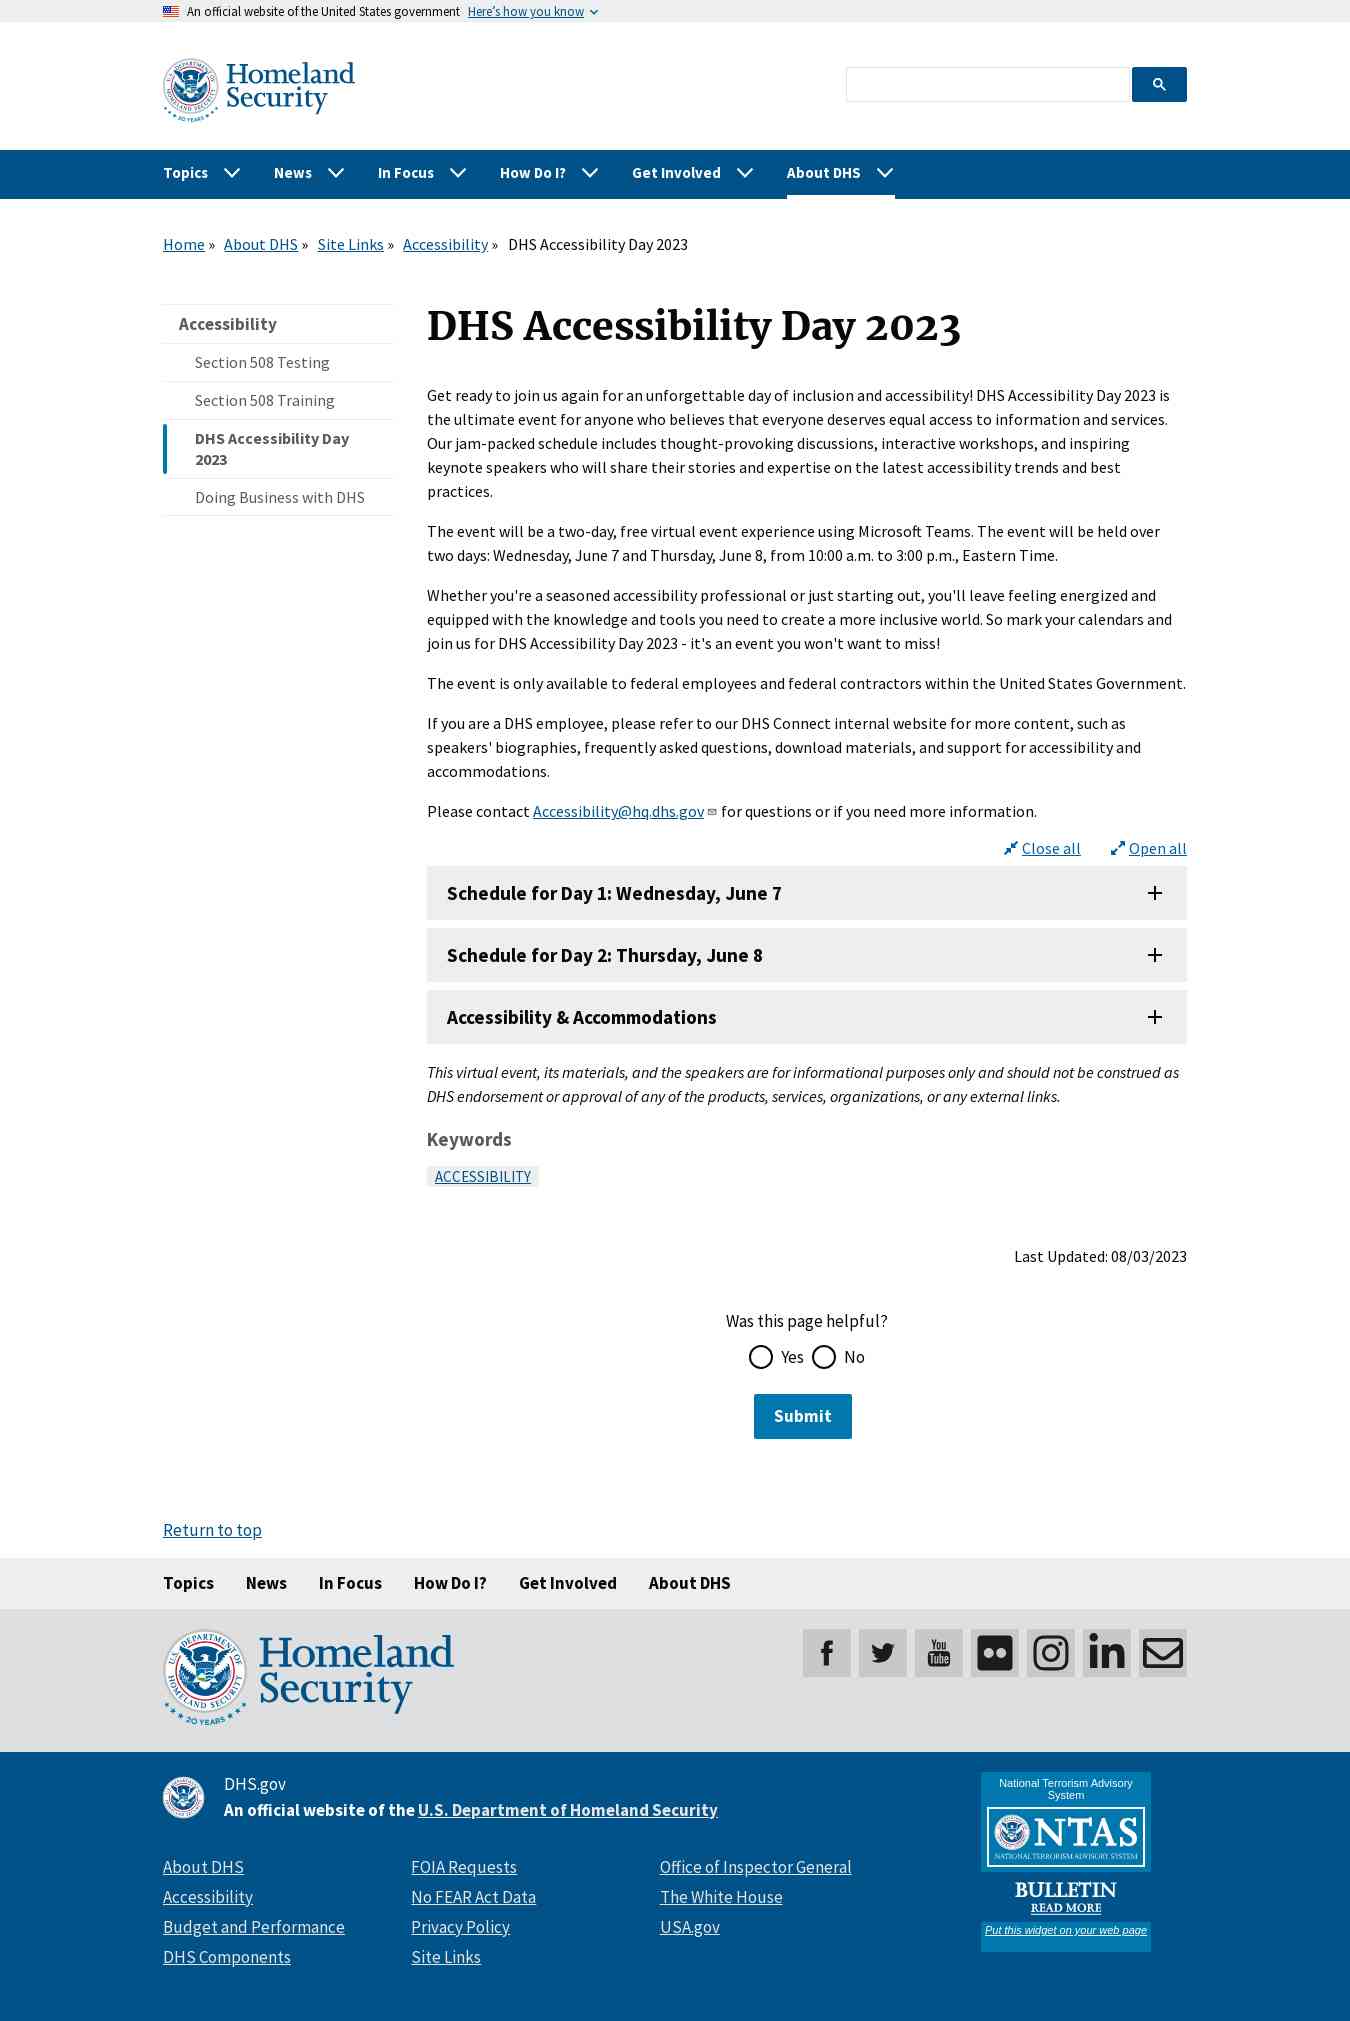 An official website of the United States government Here's how you know
Homeland
Security
Topics News In Focus How Do I? Get Involved About DHS
Home » About DHS » Site Links » Accessibility » DHS Accessibility Day 2023
Accessibility
Section 508 Testing
Section 508 Training
DHS Accessibility Day
2023
Doing Business with DHS
DHS Accessibility Day 2023
Get ready to join us again for an unforgettable day of inclusion and accessibility! DHS Accessibility Day 2023 is
the ultimate event for anyone who believes that everyone deserves equal access to information and services.
Our jam-packed schedule includes thought-provoking discussions, interactive workshops, and inspiring
keynote speakers who will share their stories and expertise on the latest accessibility trends and best
practices.
The event will be a two-day, free virtual event experience using Microsoft Teams. The event will be held over
two days: Wednesday, June 7 and Thursday, June 8, from 10:00 a.m. to 3:00 p.m., Eastern Time.
Whether you're a seasoned accessibility professional or just starting out, you'll leave feeling energized and
equipped with the knowledge and tools you need to create a more inclusive world. So mark your calendars and
join us for DHS Accessibility Day 2023 - it's an event you won't want to miss!
The event is only available to federal employees and federal contractors within the United States Government.
If you are a DHS employee, please refer to our DHS Connect internal website for more content, such as
speakers' biographies, frequently asked questions, download materials, and support for accessibility and
accommodations.
Please contact Accessibility@hq.dhs.gov for questions or if you need more information.
Close all Open all
Schedule for Day 1: Wednesday, June 7
Schedule for Day 2: Thursday, June 8
Accessibility & Accommodations
This virtual event, its materials, and the speakers are for informational purposes only and should not be construed as
DHS endorsement or approval of any of the products, services, organizations, or any external links.
Keywords
ACCESSIBILITY
Last Updated: 08/03/2023
Was this page helpful?
Yes No
Submit
Return to top
Topics News In Focus How Do I? Get Involved About DHS
U.S. DEPARTMENT OF HOMELAND SECURITY
20 YEARS
Homeland
Security
You
Tube
in
DHS.gov
An official website of the U.S. Department of Homeland Security
About DHS
Accessibility
Budget and Performance
DHS Components
FOIA Requests
No FEAR Act Data
Privacy Policy
Site Links
Office of Inspector General
The White House
USA.gov
National Terrorism Advisory
System
NTAS
NATIONAL TERRORISM ADVISORY SYSTEM
BULLETIN
READ MORE
Put this widget on your web page